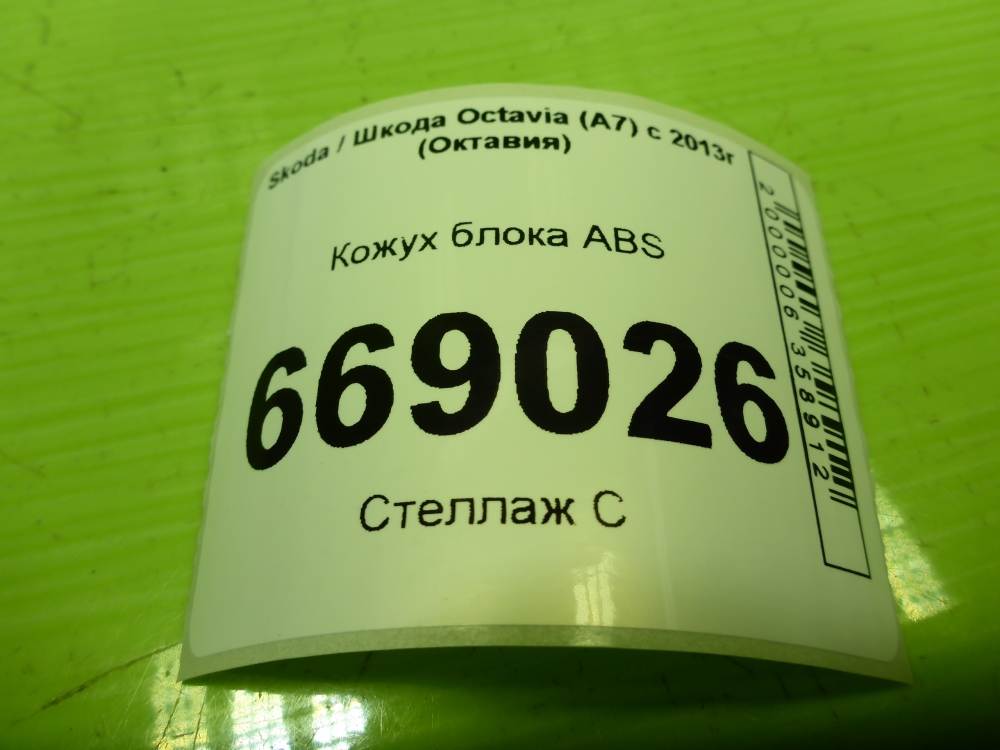 Skoda / Шкода Octavia (A7) с 2013г
(Октавия)
Кожух блока ABS
669026
Стеллаж С
2000006358912